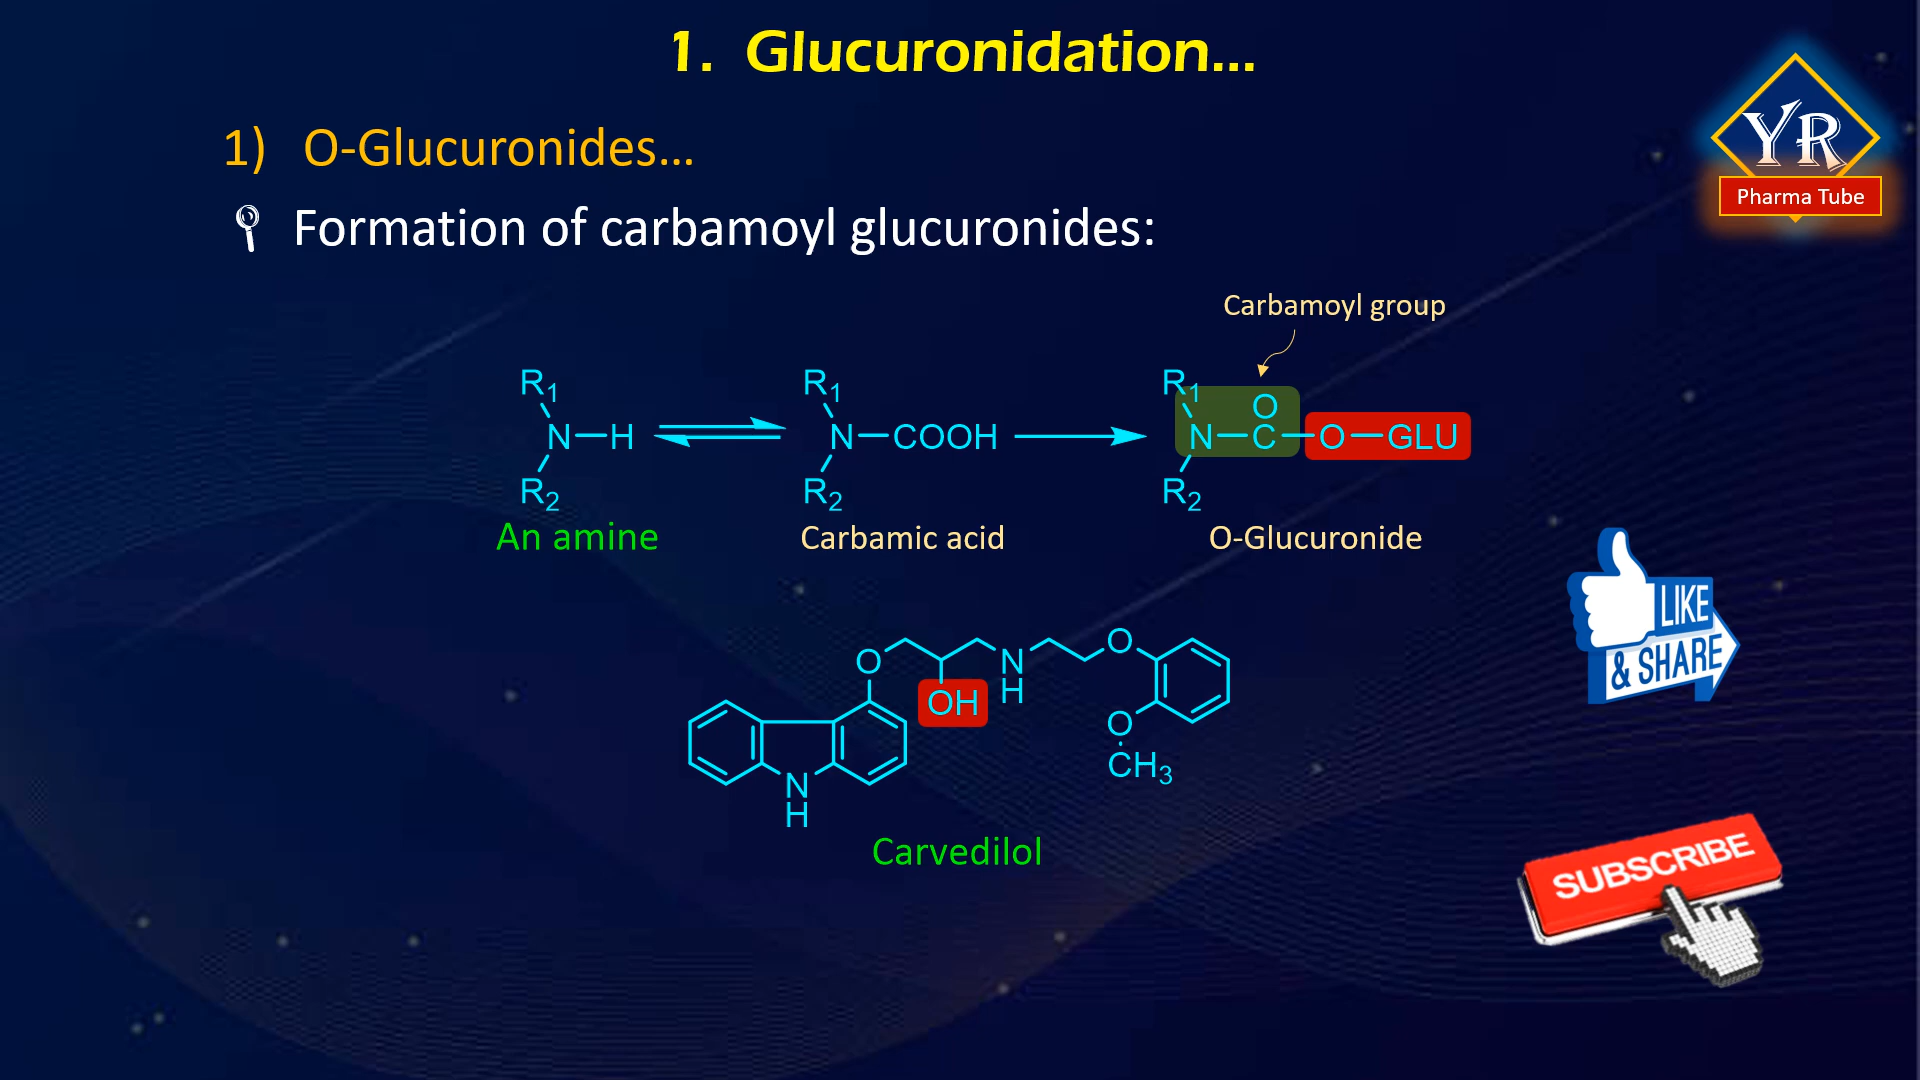 1. Glucuronidation...
YR
Pharma Tube
1) O-Glucuronides...
Formation of carbamoyl glucuronides:
Carbamoyl group
R1 R1 R1 O
N H N COOH N C O GLU
R2 R2 R2
An amine Carbamic acid O-Glucuronide
LIKE
& SHARE
O N H O
OH
O
CH3
N
H
Carvedilol
SUBSCRIBE